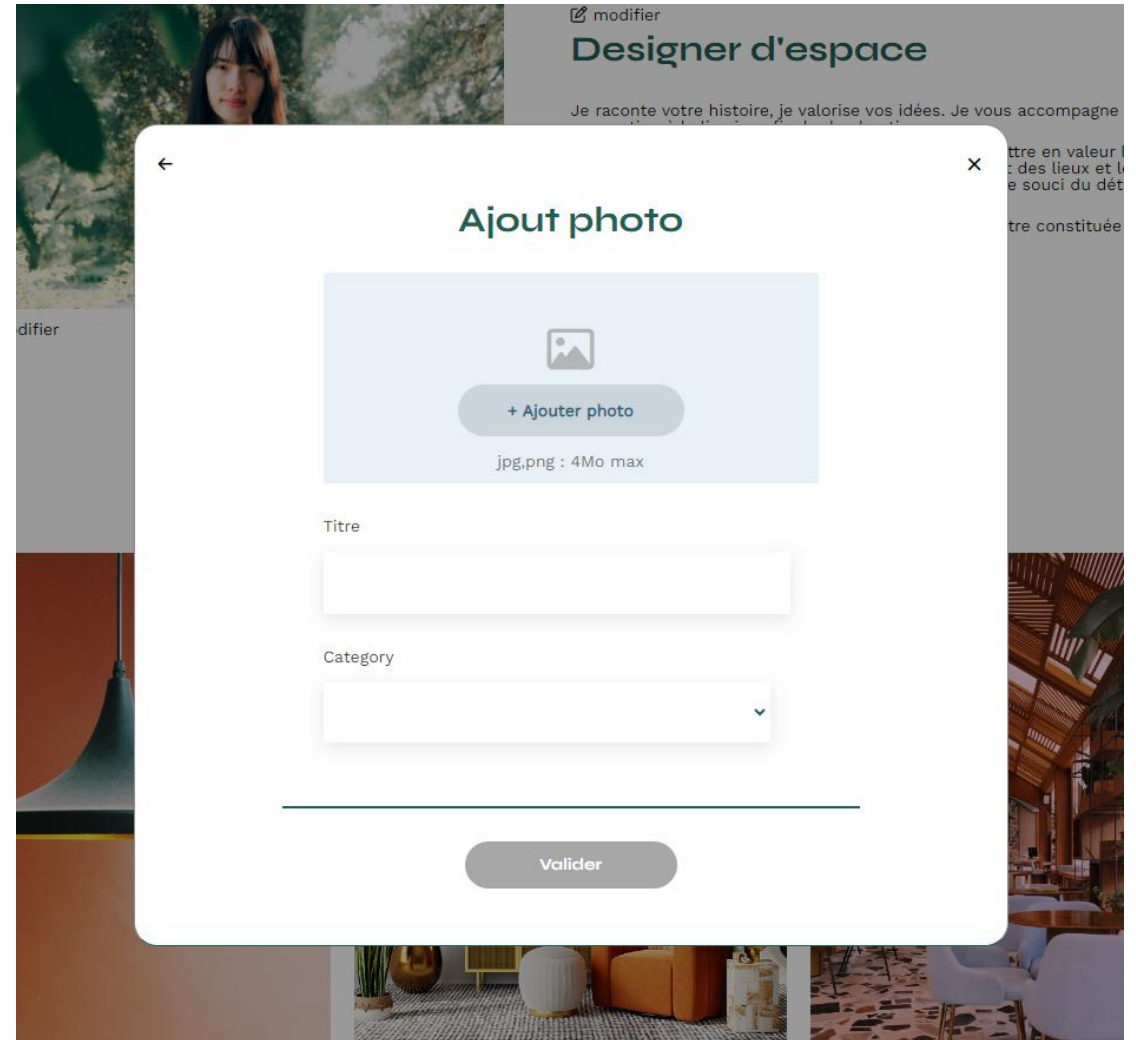 modifier
Designer d'espace
Je raconte votre histoire, je valorise vos idées. Je vous accompagne
ttre en valeur
des lieux et
e souci du dét
tre constituée
Ajout photo
difier
+ Ajouter photo
jpg,png : 4Mo max
Titre
Category
Valider